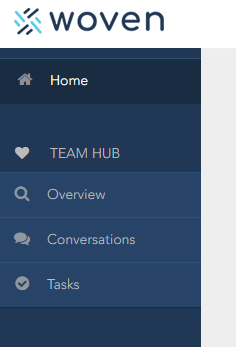 woven
Home
TEAM HUB
Overview
Conversations
Tasks